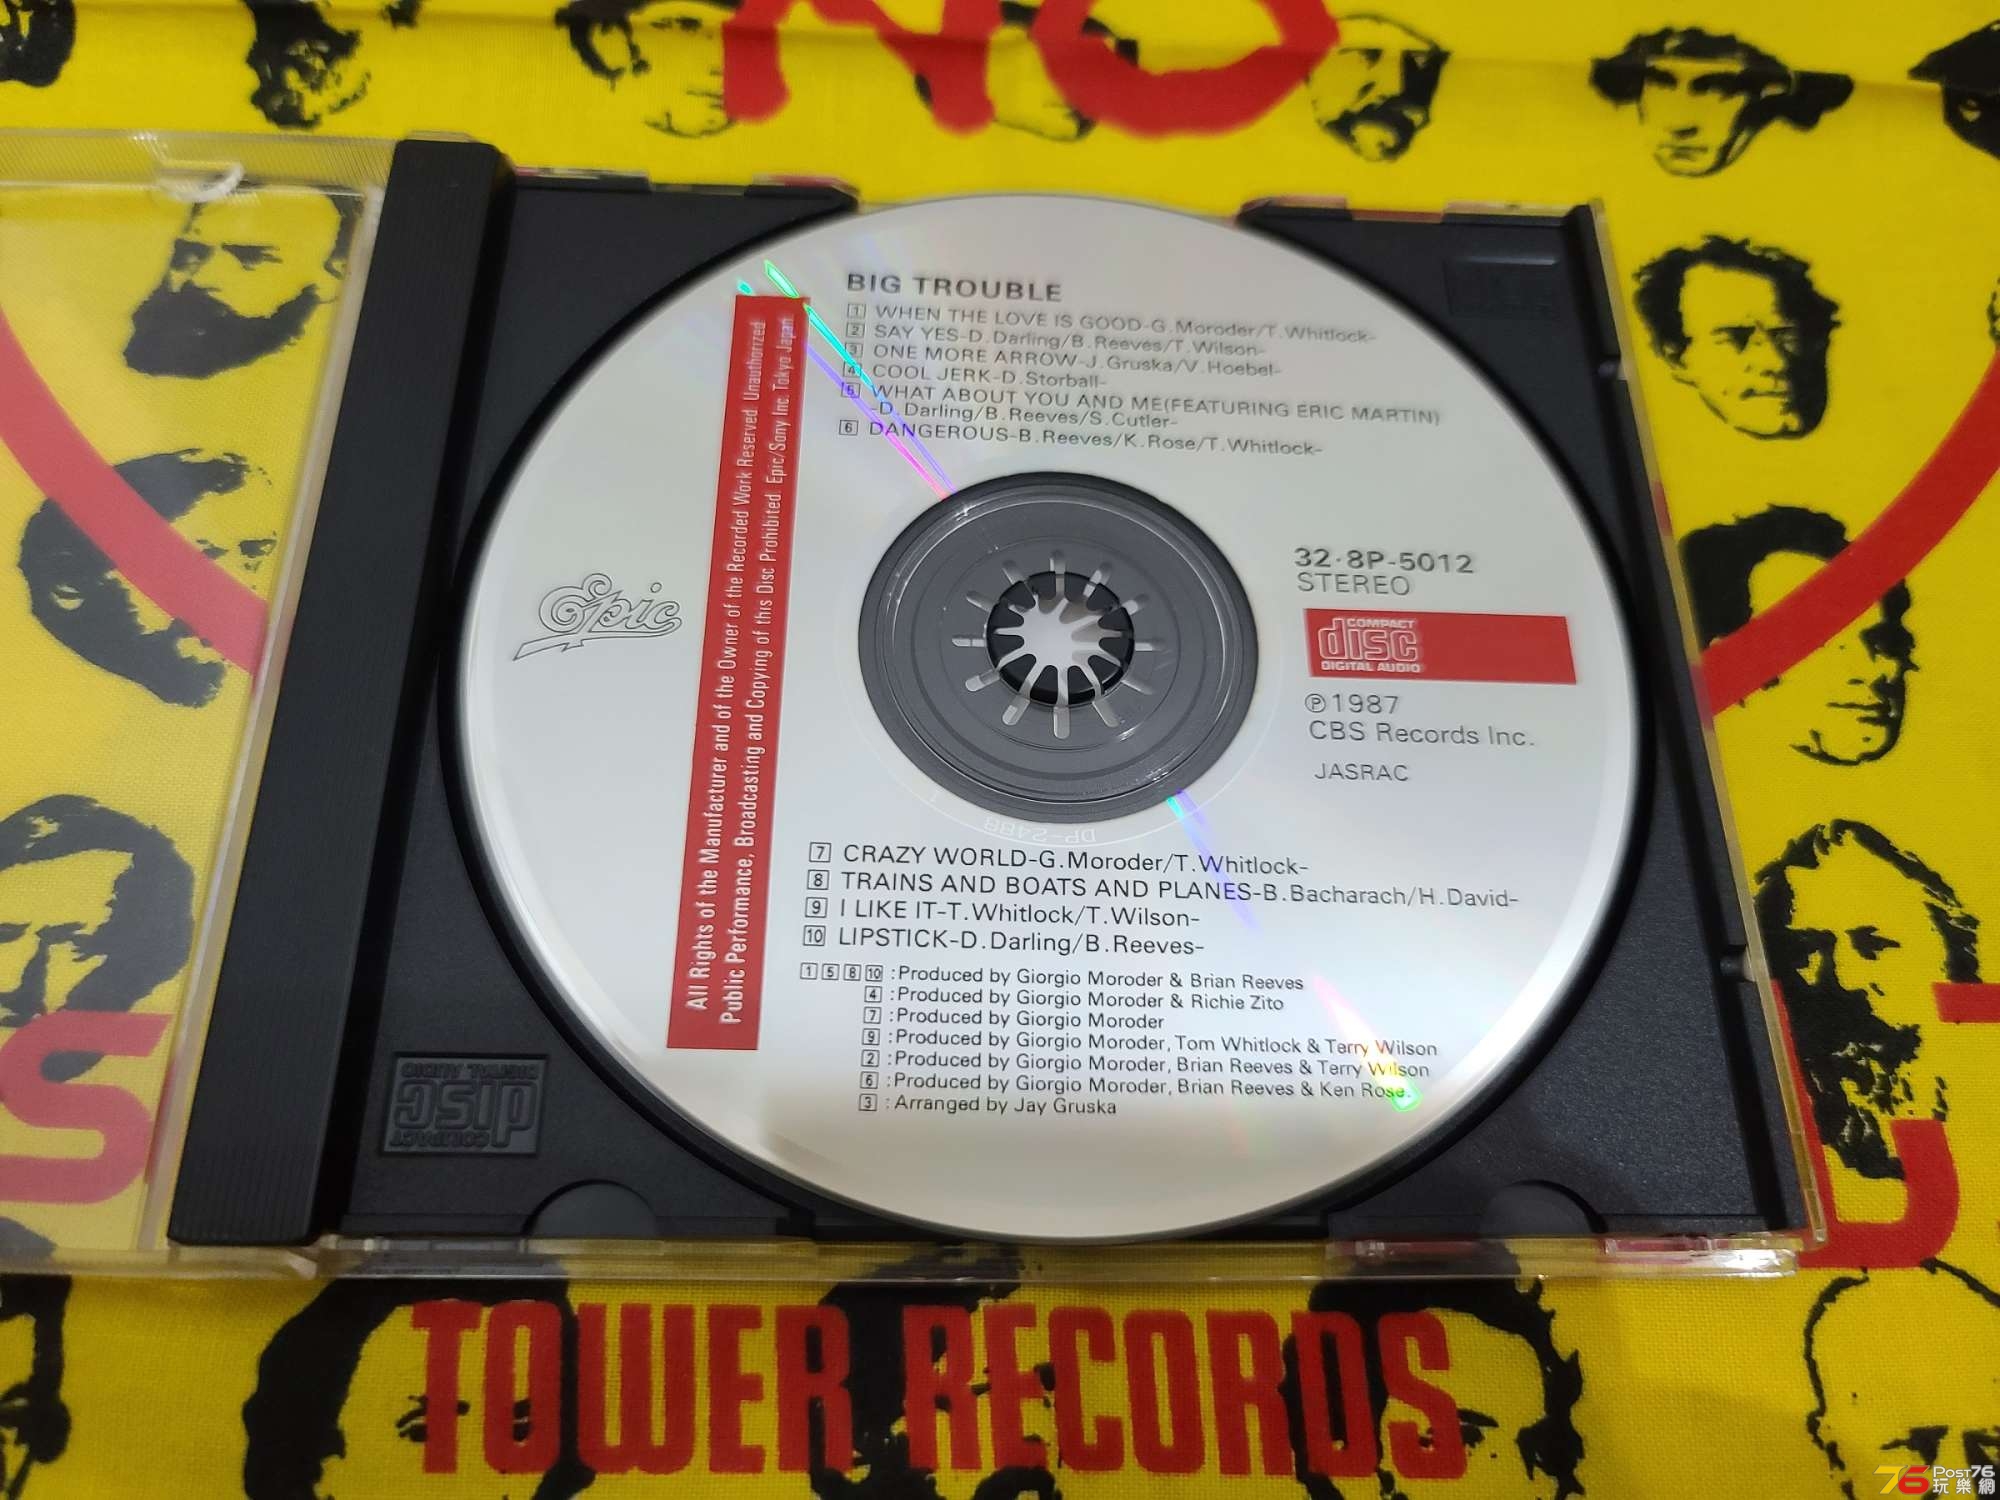 NO
BIG TROUBLE
1 WHEN THE LOVE IS GOOD-G.Moroder/T.Whitlock-
2 SAY YES-D.Darling/B.Reeves/T.Wilson-
3 ONE MORE ARROW-J.Gruska/V.Hoebel-
4 COOL JERK-D.Storball-
5 WHAT ABOUT YOU AND ME(FEATURING ERIC MARTIN)
-D.Darling/B.Reeves/S.Cutler-
6 DANGEROUS-B.Reeves/K.Rose/T.Whitlock-
Epic
All Rights of the Manufacturer and of the Owner of the Recorded Work Reserved Unauthorized
Public Performance, Broadcasting and Copying of this Disc Prohibited Epic/Sony Inc. Tokyo Japan
32·8P-5012
STEREO
COMPACT
disc
DIGITAL AUDIO
℗1987
CBS Records Inc.
JASRAC
DP-2488
7 CRAZY WORLD-G.Moroder/T.Whitlock-
8 TRAINS AND BOATS AND PLANES-B.Bacharach/H.David-
9 I LIKE IT-T.Whitlock/T.Wilson-
10 LIPSTICK-D.Darling/B.Reeves-
1 5 8 10 :Produced by Giorgio Moroder & Brian Reeves
4 :Produced by Giorgio Moroder & Richie Zito
7 :Produced by Giorgio Moroder
9 :Produced by Giorgio Moroder, Tom Whitlock & Terry Wilson
2 :Produced by Giorgio Moroder, Brian Reeves & Terry Wilson
6 :Produced by Giorgio Moroder, Brian Reeves & Ken Rose.
3 :Arranged by Jay Gruska
COMPACT
disc
DIGITAL AUDIO
TOWER RECORDS
76 Post76
玩樂網